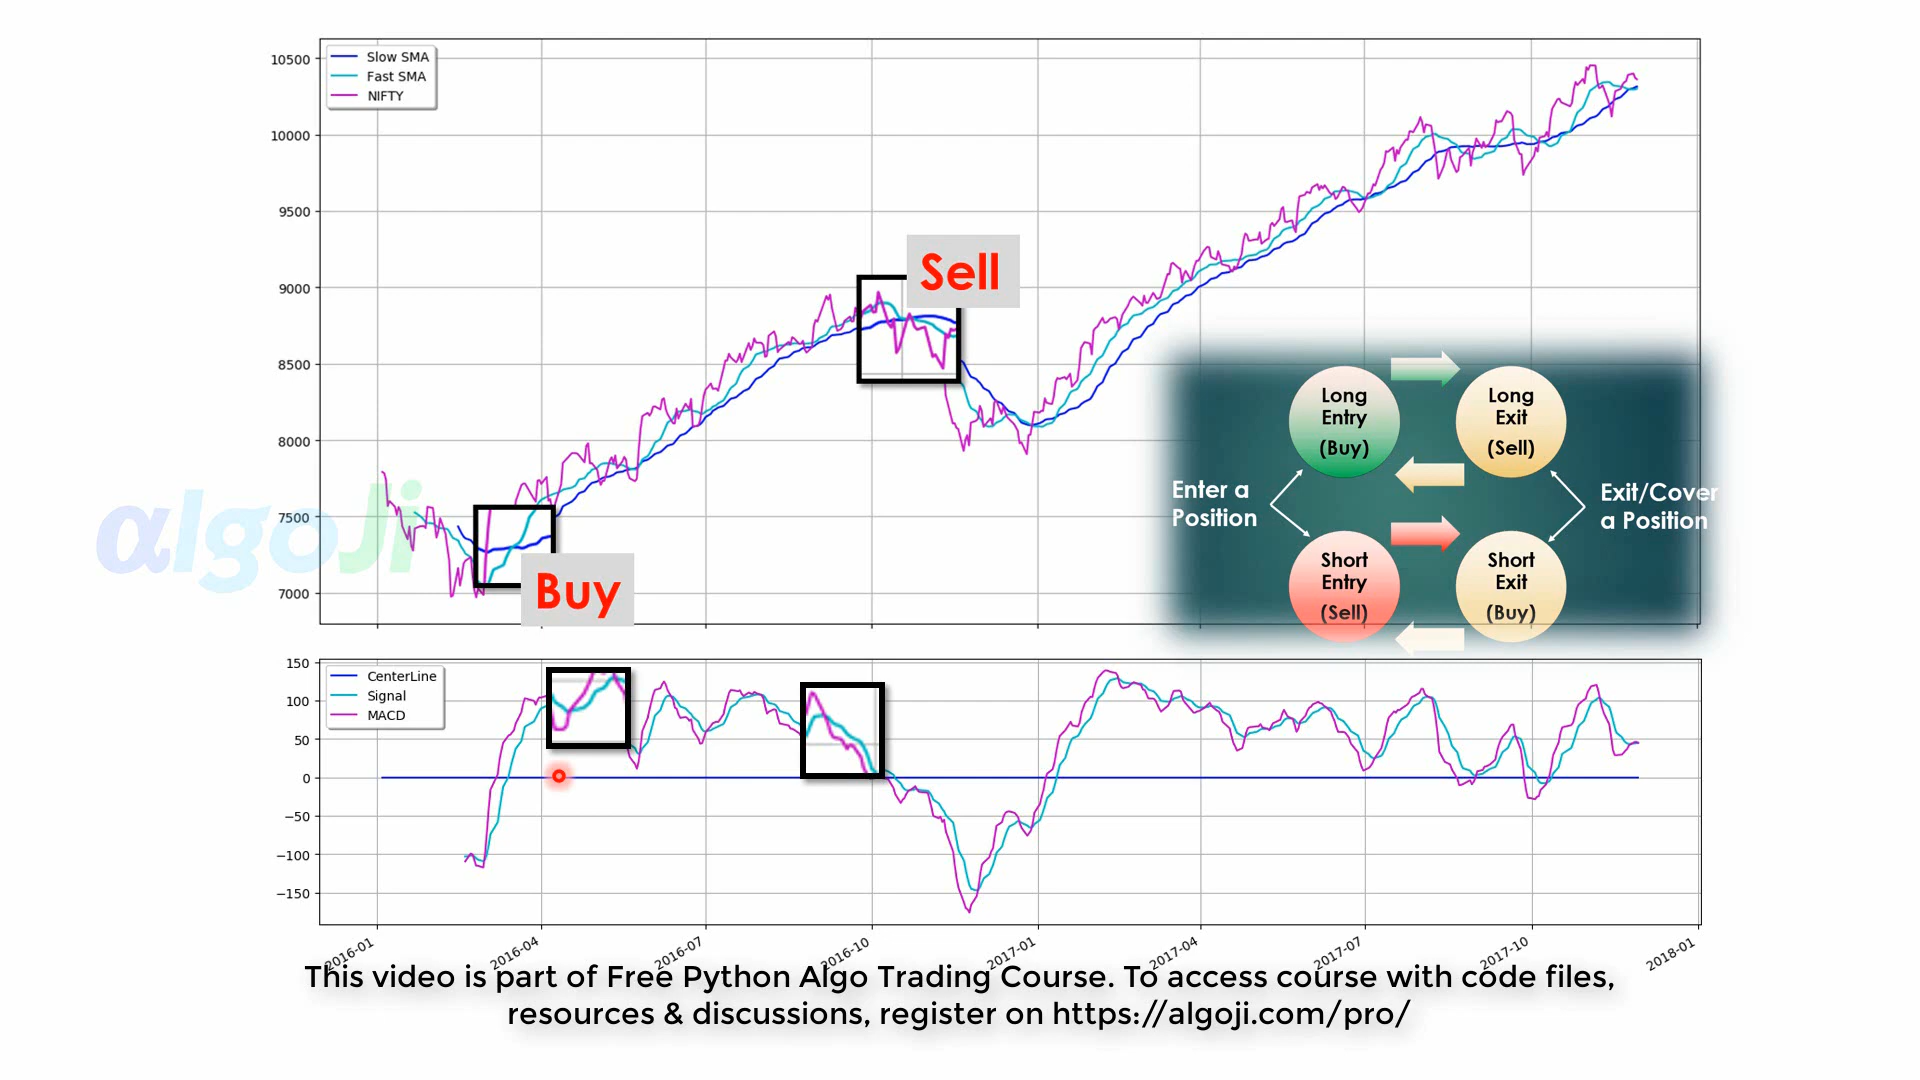 10500
10000
9500
9000
8500
8000
7500
7000
Slow SMA
Fast SMA
NIFTY
Sell
Buy
αlgoJi
Long
Entry
(Buy)
Long
Exit
(Sell)
Enter a
Position
Exit/Cover
a Position
Short
Entry
(Sell)
Short
Exit
(Buy)
150
100
50
0
−50
−100
−150
CenterLine
Signal
MACD
2016-01
2016-04
2016-07
2016-10
2017-01
2017-04
2017-07
2017-10
2018-01
This video is part of Free Python Algo Trading Course. To access course with code files,
resources & discussions, register on https://algoji.com/pro/